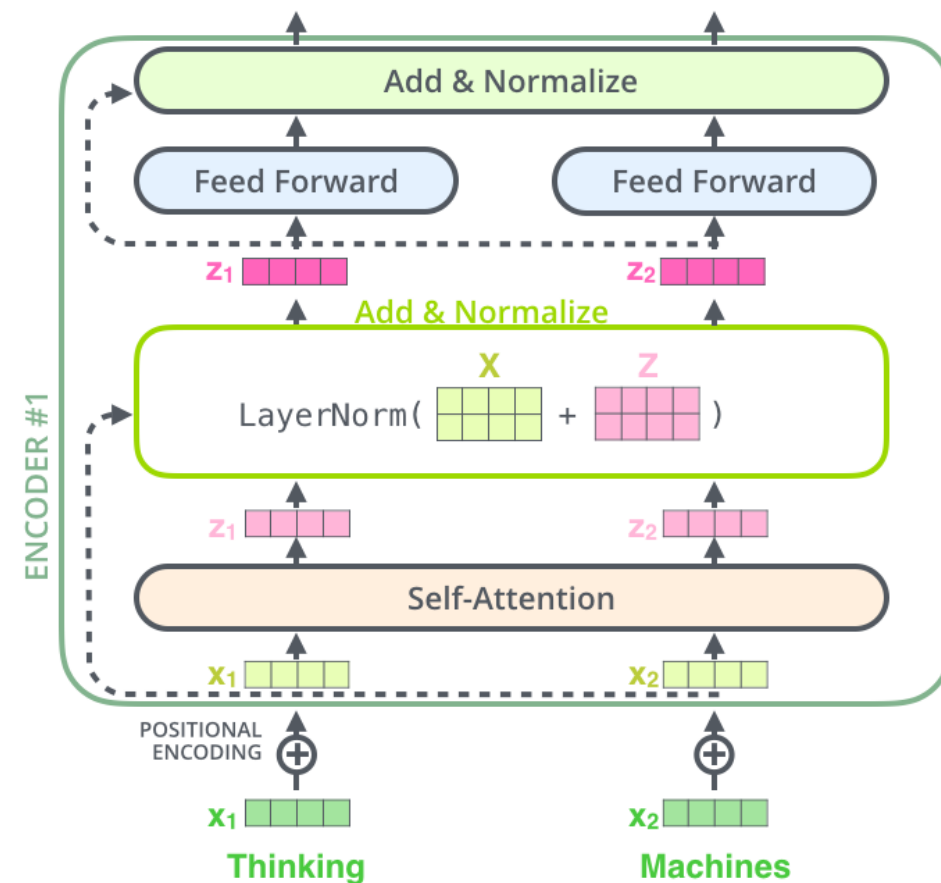 Add & Normalize
Feed Forward Feed Forward
z1 z2
Add & Normalize
X Z
LayerNorm( + )
ENCODER #1
z1 z2
Self-Attention
x1 x2
POSITIONAL
ENCODING
x1 x2
Thinking Machines